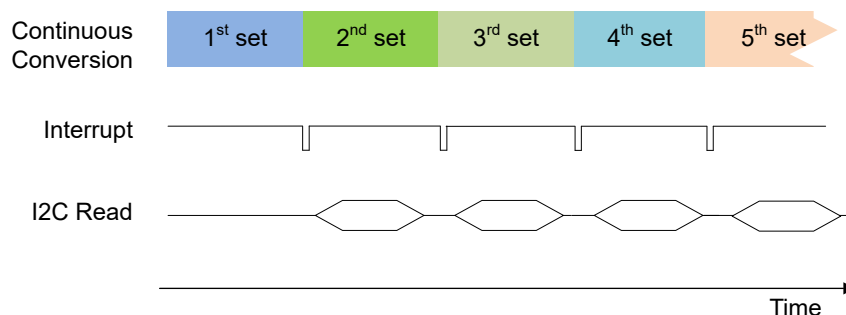 Continuous
Conversion
1st set
2nd set
3rd set
4th set
5th set
Interrupt
I2C Read
Time